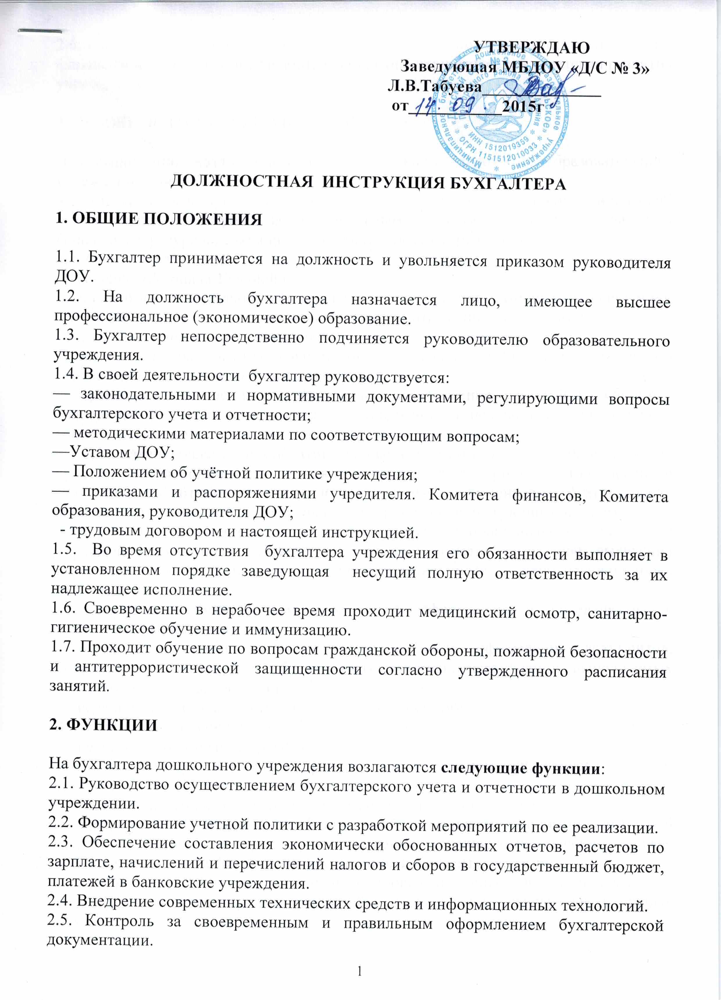 УТВЕРЖДАЮ
Заведующая МБДОУ «Д/С № 3»
Л.В.Табуева
от 14. 09. 2015г
ИНН 1512019359
ОГРН 1151512010033
ДОЛЖНОСТНАЯ ИНСТРУКЦИЯ БУХГАЛТЕРА
1. ОБЩИЕ ПОЛОЖЕНИЯ
1.1. Бухгалтер принимается на должность и увольняется приказом руководителя
ДОУ.
1.2. На должность бухгалтера назначается лицо, имеющее высшее
профессиональное (экономическое) образование.
1.3. Бухгалтер непосредственно подчиняется руководителю образовательного
учреждения.
1.4. В своей деятельности бухгалтер руководствуется:
— законодательными и нормативными документами, регулирующими вопросы
бухгалтерского учета и отчетности;
— методическими материалами по соответствующим вопросам;
—Уставом ДОУ;
— Положением об учётной политике учреждения;
— приказами и распоряжениями учредителя. Комитета финансов, Комитета
образования, руководителя ДОУ;
- трудовым договором и настоящей инструкцией.
1.5. Во время отсутствия бухгалтера учреждения его обязанности выполняет в
установленном порядке заведующая несущий полную ответственность за их
надлежащее исполнение.
1.6. Своевременно в нерабочее время проходит медицинский осмотр, санитарно-
гигиеническое обучение и иммунизацию.
1.7. Проходит обучение по вопросам гражданской обороны, пожарной безопасности
и антитеррористической защищенности согласно утвержденного расписания
занятий.
2. ФУНКЦИИ
На бухгалтера дошкольного учреждения возлагаются следующие функции:
2.1. Руководство осуществлением бухгалтерского учета и отчетности в дошкольном
учреждении.
2.2. Формирование учетной политики с разработкой мероприятий по ее реализации.
2.3. Обеспечение составления экономически обоснованных отчетов, расчетов по
зарплате, начислений и перечислений налогов и сборов в государственный бюджет,
платежей в банковские учреждения.
2.4. Внедрение современных технических средств и информационных технологий.
2.5. Контроль за своевременным и правильным оформлением бухгалтерской
документации.
1